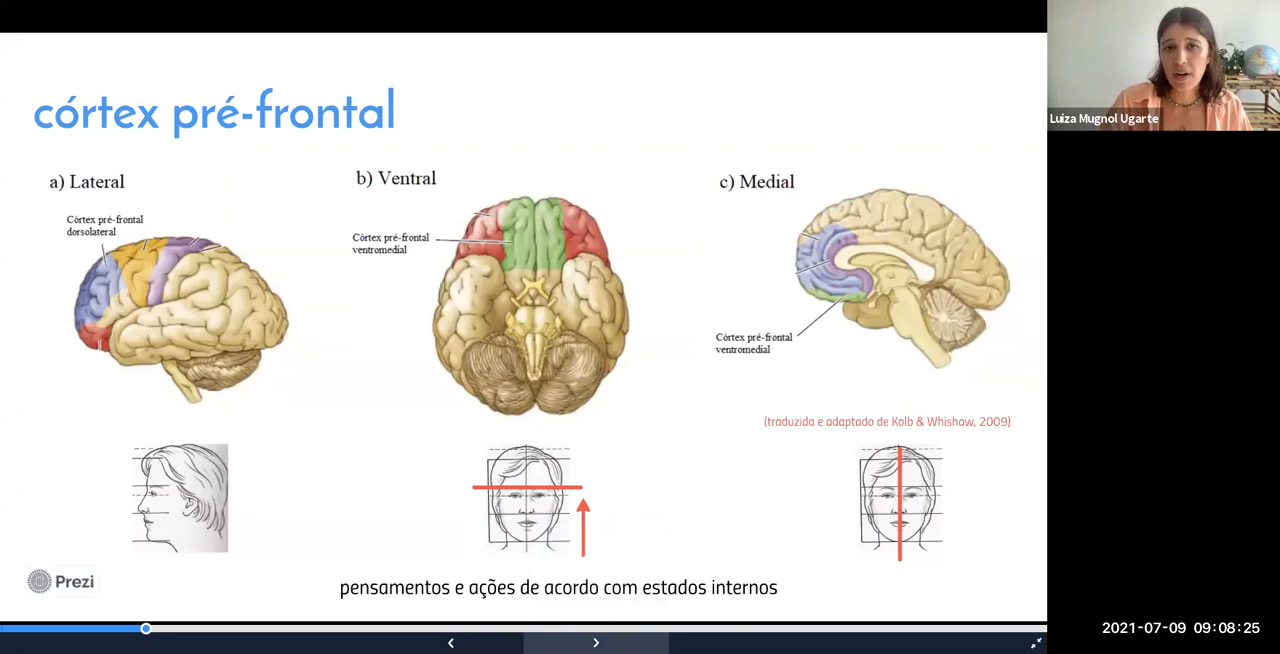 córtex pré-frontal
a) Lateral
Córtex pré-frontal
dorsolateral
b) Ventral
Córtex pré-frontal
ventromedial
c) Medial
Córtex pré-frontal
ventromedial
(traduzida e adaptado de Kolb & Whishaw, 2009)
pensamentos e ações de acordo com estados internos
Prezi
Luiza Mugnol Ugarte
2021-07-09 09:08:25